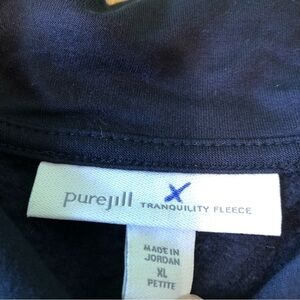 purejill TRANQUILITY FLEECE
MADE IN
JORDAN
XL
PETITE